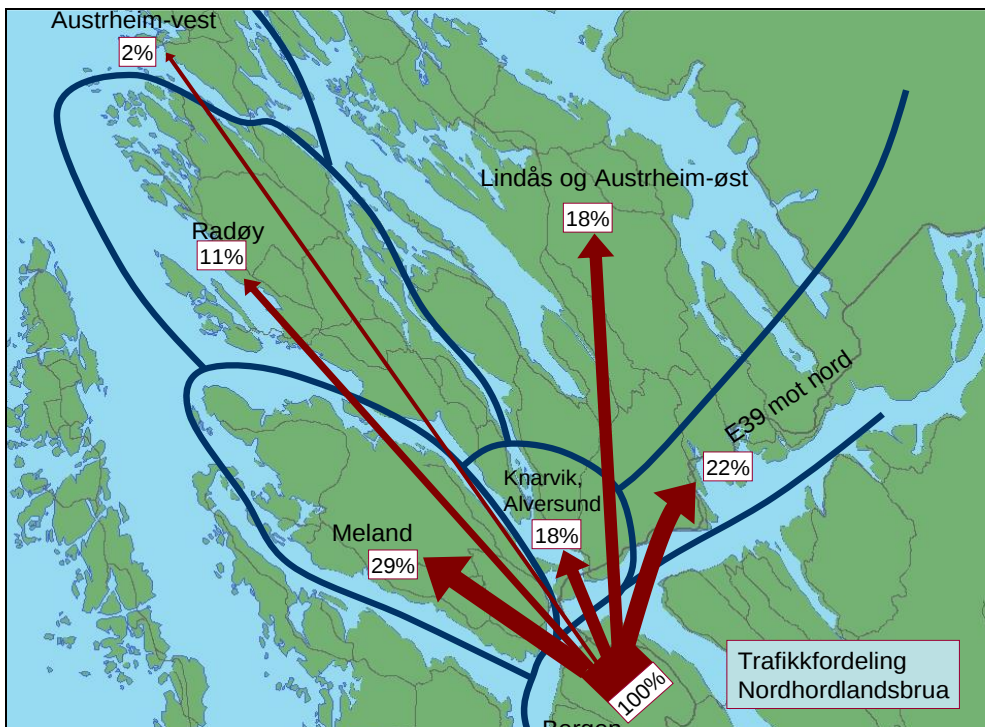 Austrheim-vest
2%
Lindås og Austrheim-øst
18%
Radøy
11%
E39 mot nord
22%
Knarvik,
Alversund
18%
Meland
29%
Trafikkfordeling
Nordhordlandsbrua
100%
Bergen